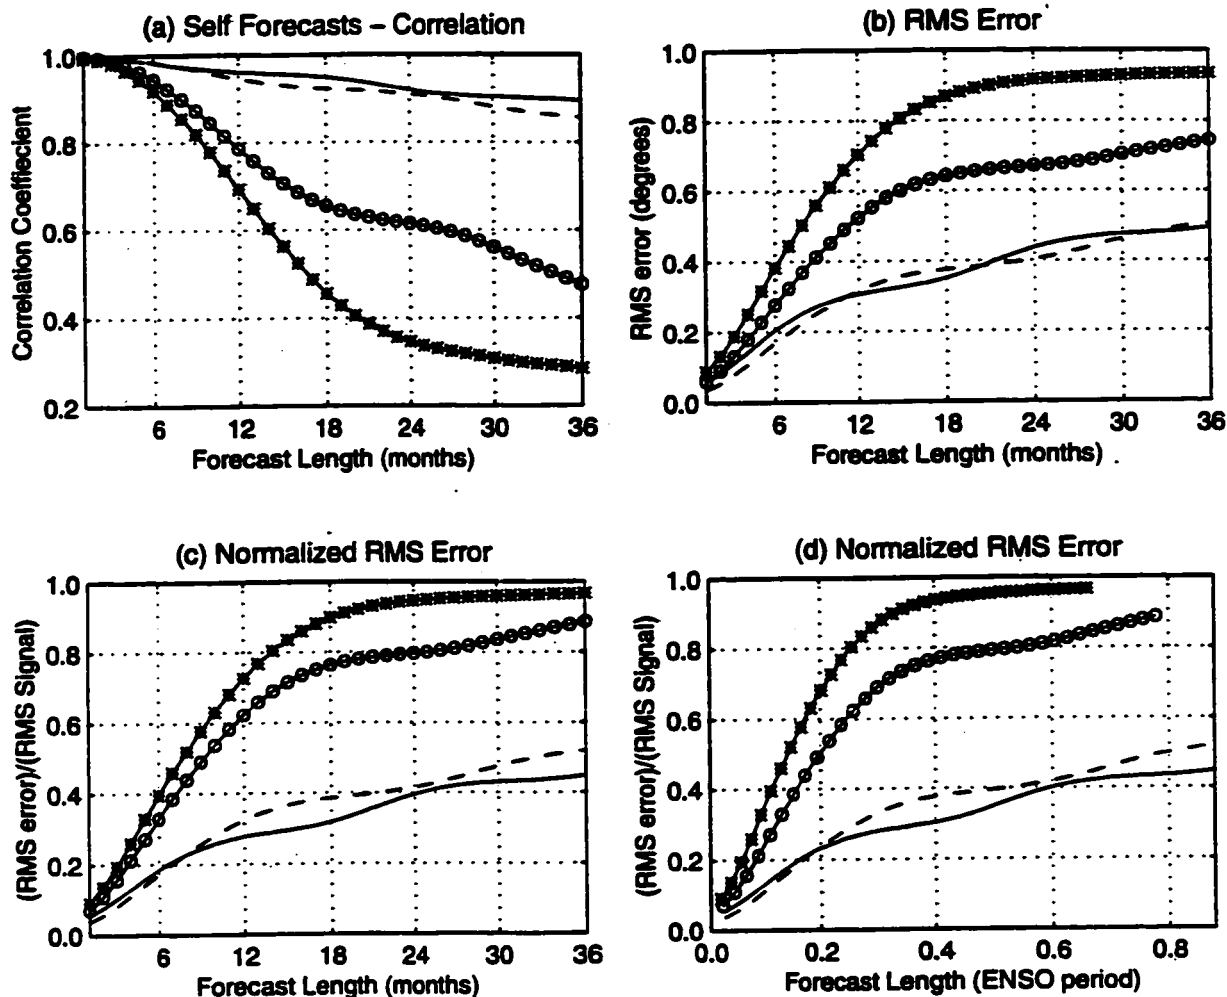 (a) Self Forecasts – Correlation
1.0
0.8
0.6
0.4
0.2
Correlation Coeffiecient
6 12 18 24 30 36
Forecast Length (months)
(b) RMS Error
1.0
0.8
0.6
0.4
0.2
0.0
RMS error (degrees)
6 12 18 24 30 36
Forecast Length (months)
(c) Normalized RMS Error
1.0
0.8
0.6
0.4
0.2
0.0
(RMS error)/(RMS Signal)
6 12 18 24 30 36
Forecast Length (months)
(d) Normalized RMS Error
1.0
0.8
0.6
0.4
0.2
0.0
(RMS error)/(RMS Signal)
0.0 0.2 0.4 0.6 0.8
Forecast Length (ENSO period)